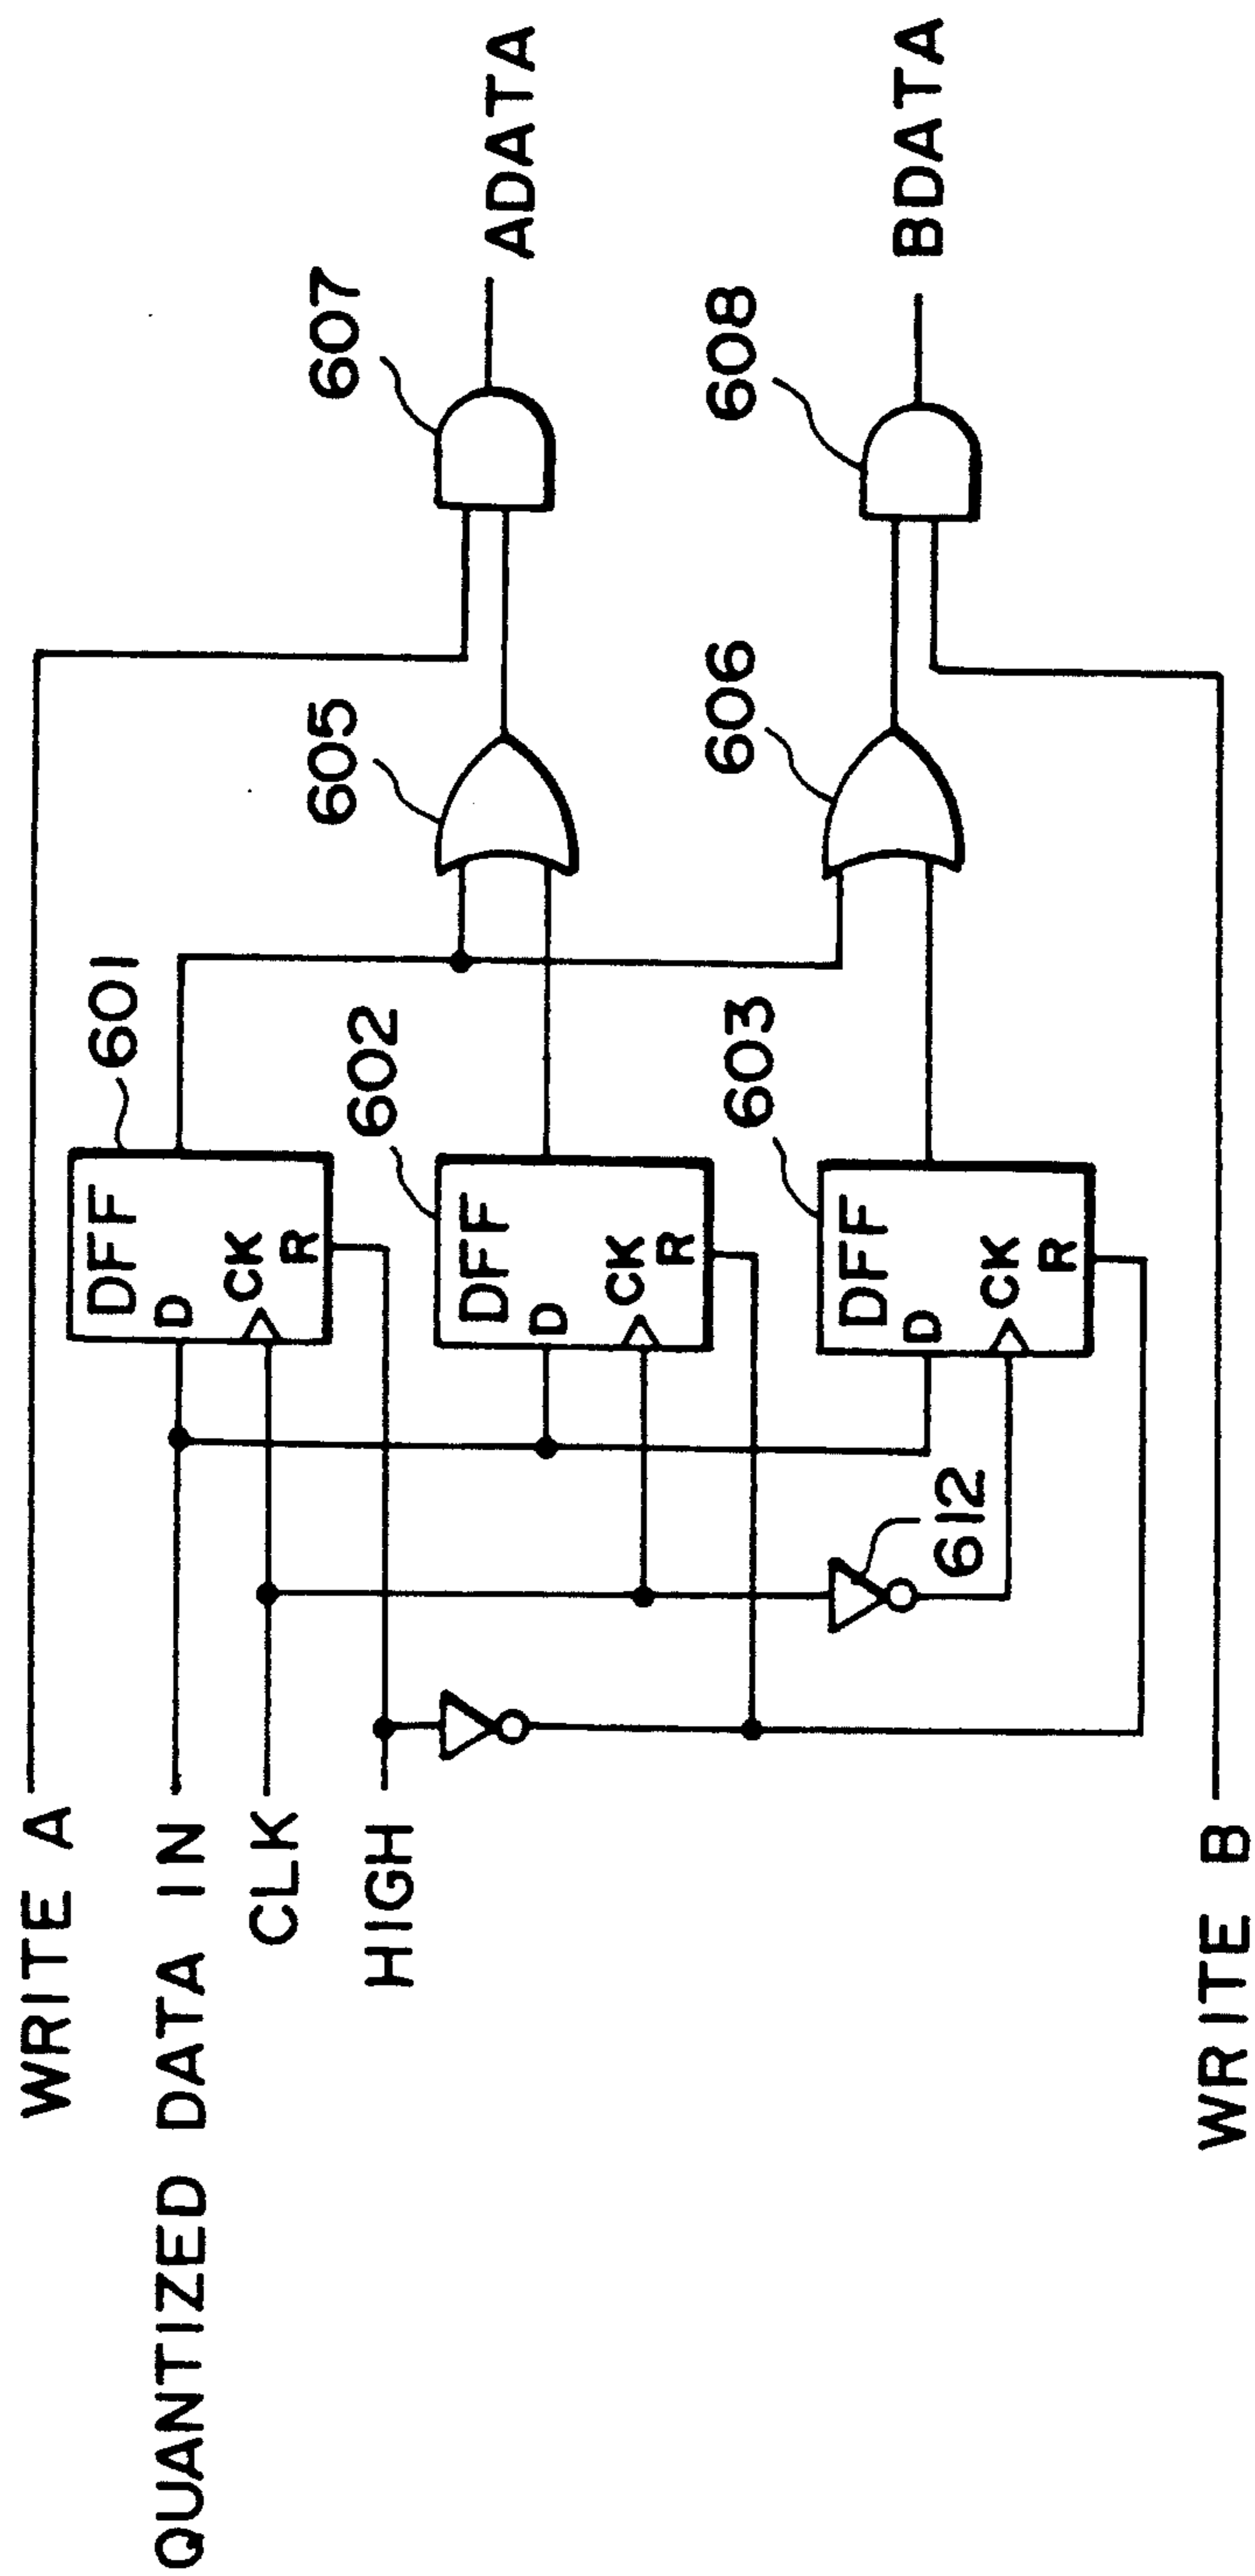 WRITE A
QUANTIZED DATA IN
CLK
HIGH
WRITE B
DFF
D
CK
R
601
DFF
D
CK
R
602
DFF
D
CK
R
603
612
605
606
607
608
ADATA
BDATA